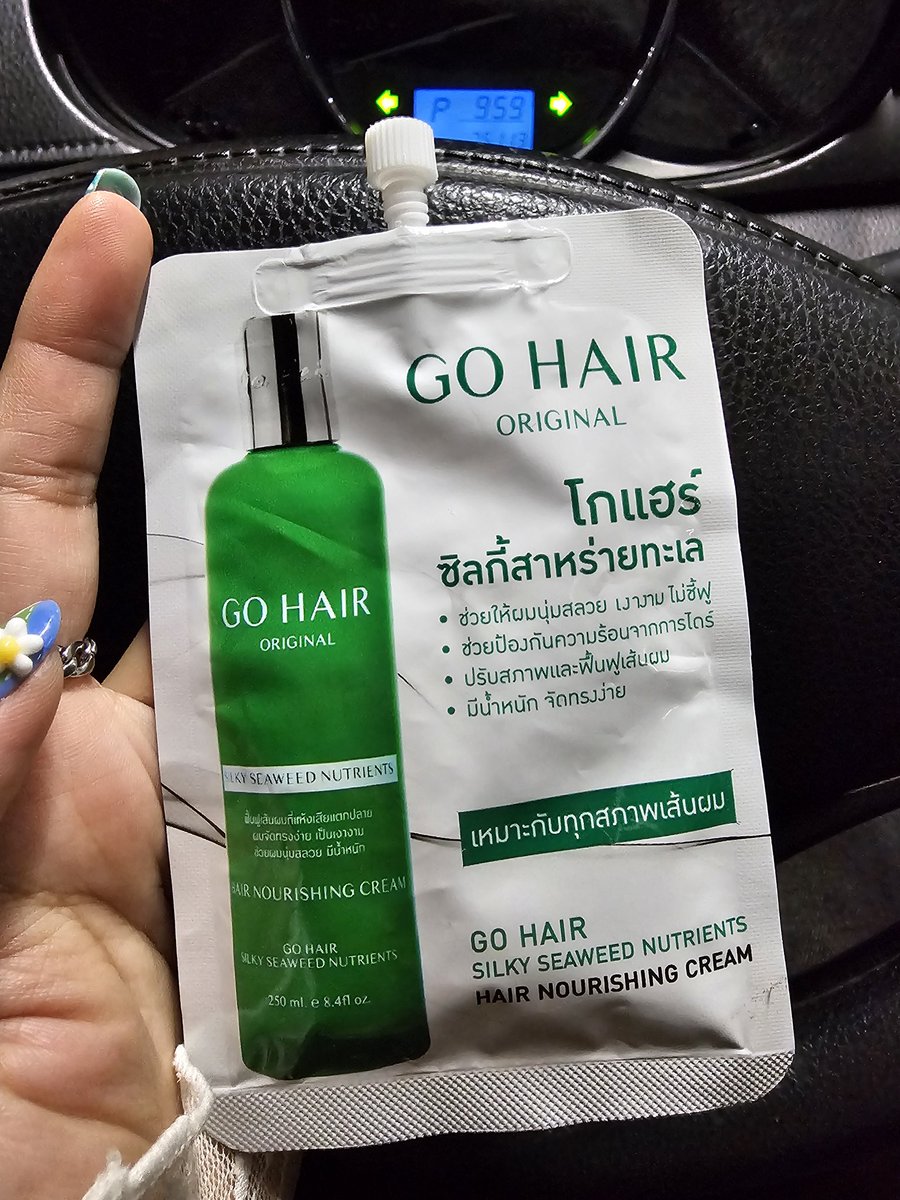 P 959
GO HAIR
ORIGINAL
โกแฮร์
ซิลกี้สาหร่ายทะเล
• ช่วยให้ผมนุ่มสลวย เงางาม ไม่ชี้ฟู
• ช่วยป้องกันความร้อนจากการไดร์
• ปรับสภาพและฟื้นฟูเส้นผม
• มีน้ำหนัก จัดทรงง่าย
เหมาะกับทุกสภาพเส้นผม
GO HAIR
SILKY SEAWEED NUTRIENTS
HAIR NOURISHING CREAM
GO HAIR
ORIGINAL
SILKY SEAWEED NUTRIENTS
ฟื้นฟูเส้นผมที่แห้งเสียแตกปลาย
ผมจัดทรงง่าย เป็นเงางาม
ช่วยผมนุ่มสลวย มีน้ำหนัก
HAIR NOURISHING CREAM
GO HAIR
SILKY SEAWEED NUTRIENTS
250 ml. e 8.4fl oz.